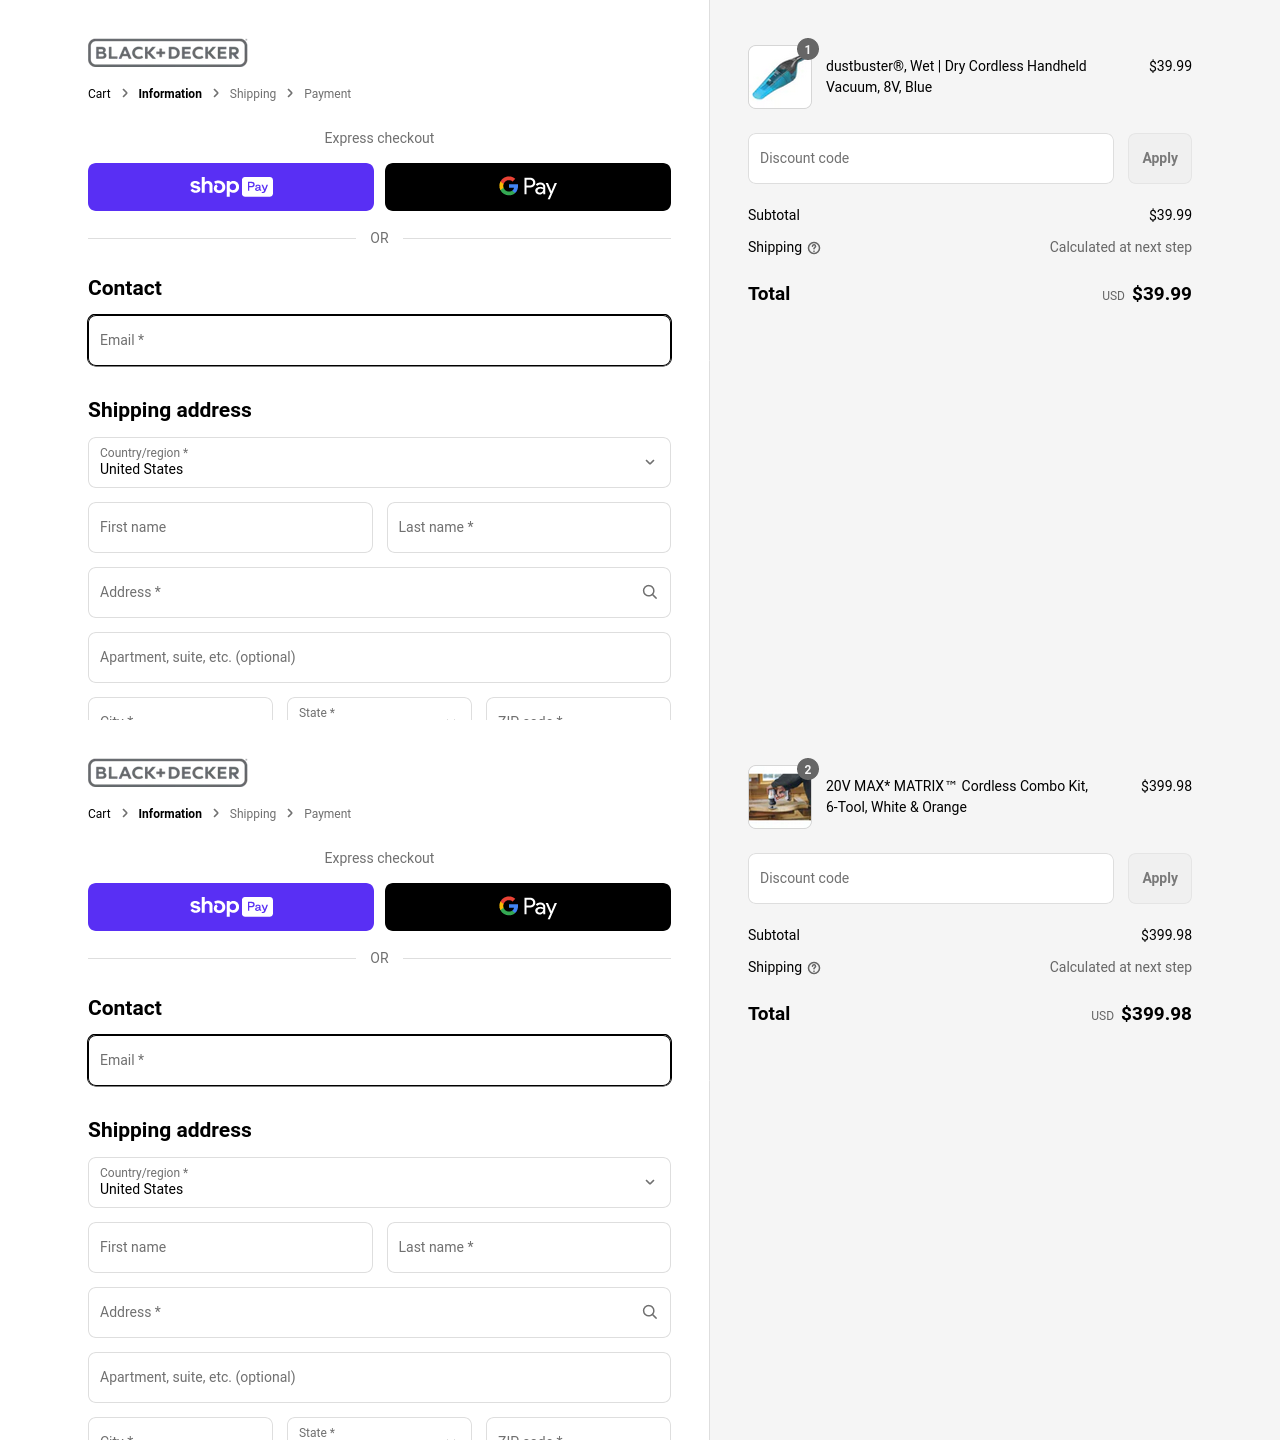 BLACK+DECKER
Cart > Information > Shipping > Payment
Express checkout
shop Pay
G Pay
OR
Contact
Email *
Shipping address
Country/region *
United States
First name
Last name *
Address *
Apartment, suite, etc. (optional)
City *
State *
ZIP code *
1
dustbuster®, Wet | Dry Cordless Handheld
Vacuum, 8V, Blue
$39.99
Discount code
Apply
Subtotal
$39.99
Shipping
Calculated at next step
Total
USD $39.99
BLACK+DECKER
Cart > Information > Shipping > Payment
Express checkout
shop Pay
G Pay
OR
Contact
Email *
Shipping address
Country/region *
United States
First name
Last name *
Address *
Apartment, suite, etc. (optional)
City *
State *
ZIP code *
2
20V MAX* MATRIX™ Cordless Combo Kit,
6-Tool, White & Orange
$399.98
Discount code
Apply
Subtotal
$399.98
Shipping
Calculated at next step
Total
USD $399.98